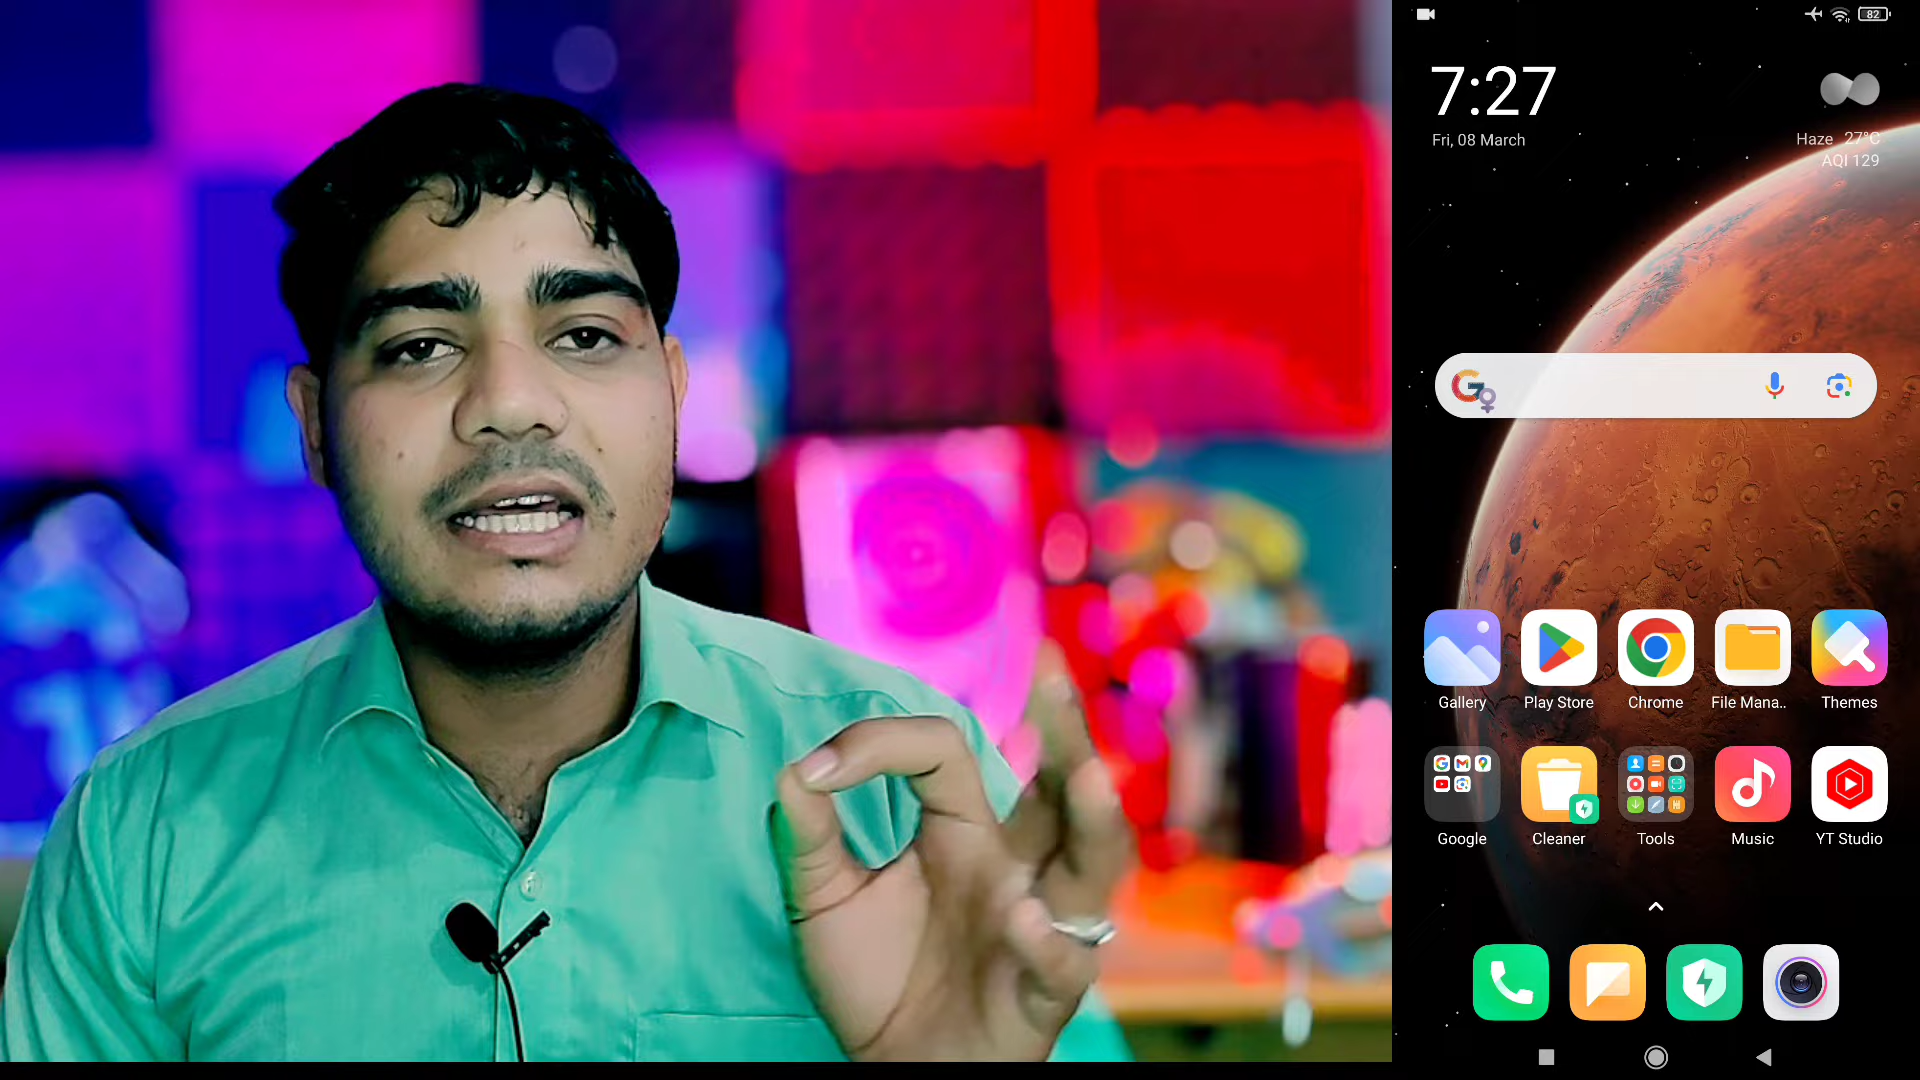 82
7:27
Fri, 08 March
Haze 27°C
AQI 129
Gallery
Play Store
Chrome
File Mana..
Themes
Google
Cleaner
Tools
Music
YT Studio